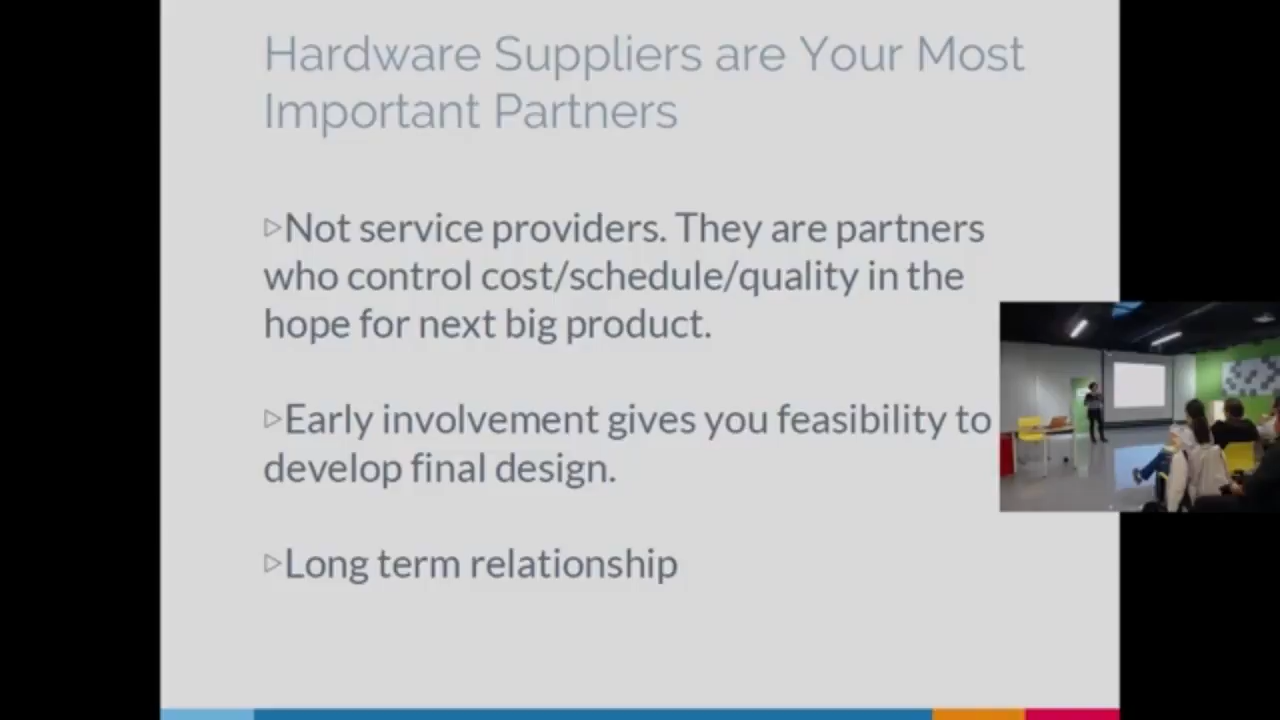 Hardware Suppliers are Your Most
Important Partners
▷Not service providers. They are partners
who control cost/schedule/quality in the
hope for next big product.
▷Early involvement gives you feasibility to
develop final design.
▷Long term relationship